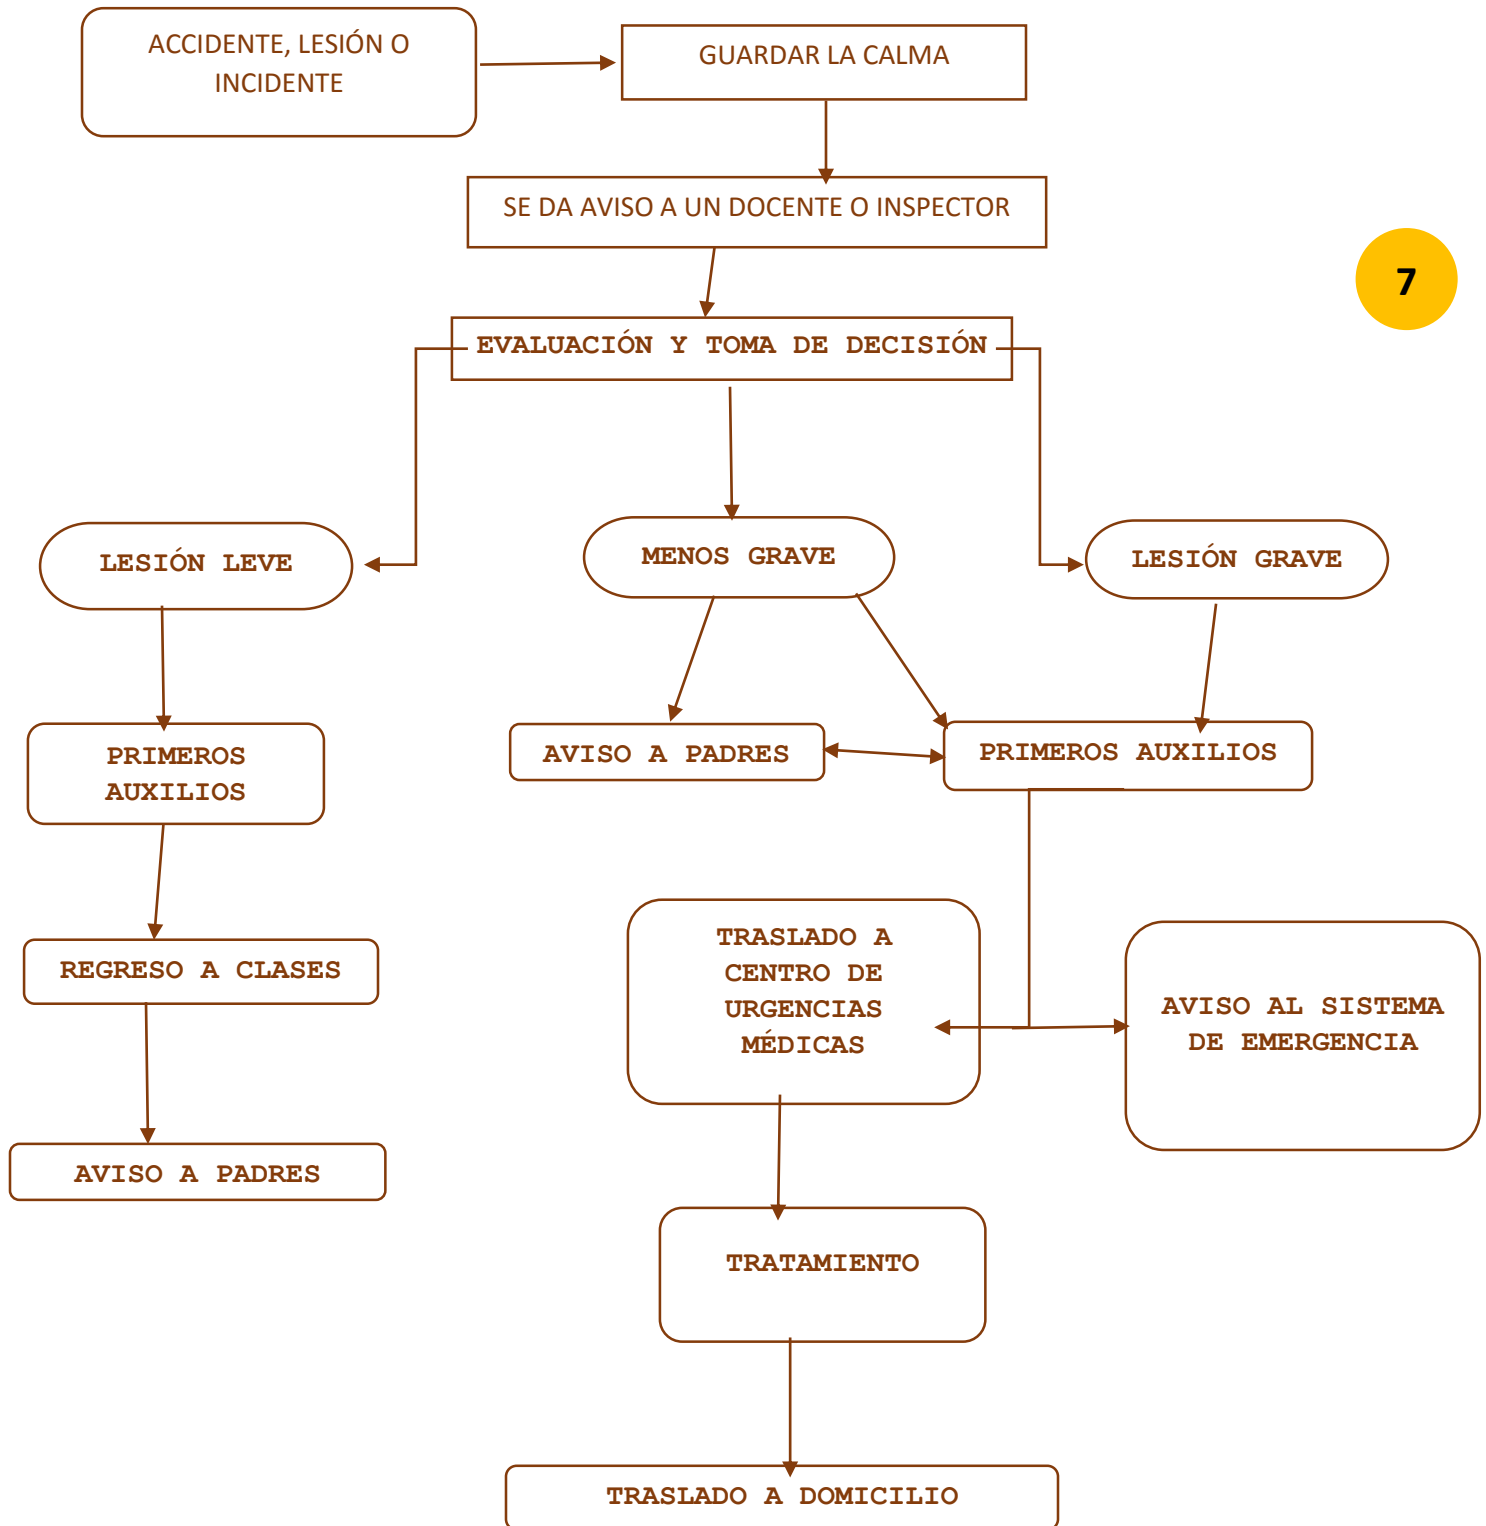 ACCIDENTE, LESIÓN O
INCIDENTE
GUARDAR LA CALMA
SE DA AVISO A UN DOCENTE O INSPECTOR
7
EVALUACIÓN Y TOMA DE DECISIÓN
LESIÓN LEVE
MENOS GRAVE
LESIÓN GRAVE
PRIMEROS
AUXILIOS
AVISO A PADRES
PRIMEROS AUXILIOS
REGRESO A CLASES
TRASLADO A
CENTRO DE
URGENCIAS
MÉDICAS
AVISO AL SISTEMA
DE EMERGENCIA
AVISO A PADRES
TRATAMIENTO
TRASLADO A DOMICILIO